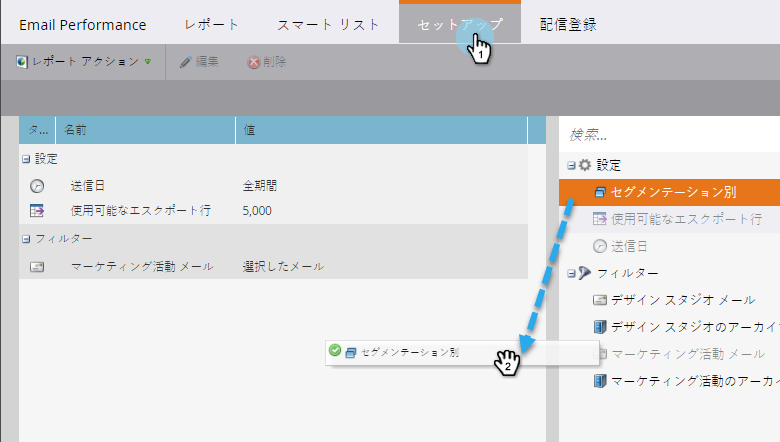 Email Performance レポート スマート リスト セットアップ 配信登録
1
レポート アクション 編集 削除
タ... 名前 値
検索...
設定
設定
送信日 全期間
セグメンテーション別
使用可能なエスクポート行 5,000
使用可能なエスクポート行
フィルター
送信日
マーケティング活動 メール 選択したメール
フィルター
デザイン スタジオ メール
デザイン スタジオのアーカイ
セグメンテーション別
2
マーケティング活動 メール
マーケティング活動のアーカイ